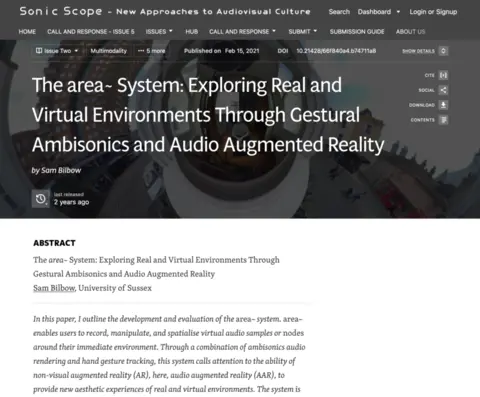 Sonic Scope - New Approaches to Audiovisual Culture
Search Dashboard Login or Signup
HOME CALL AND RESPONSE - ISSUE 5 ISSUES HUB CALL AND RESPONSE SUBMIT SUBMISSION GUIDE ABOUT US
Issue Two Multimodality ••• 5 more Published on Feb 15, 2021 DOI 10.21428/66f840a4.b74711a8
SHOW DETAILS
CITE
SOCIAL
DOWNLOAD
CONTENTS
The area~ System: Exploring Real and
Virtual Environments Through Gestural
Ambisonics and Audio Augmented Reality
by Sam Bilbow
last released
2 years ago
ABSTRACT
The area~ System: Exploring Real and Virtual Environments Through
Gestural Ambisonics and Audio Augmented Reality
Sam Bilbow, University of Sussex
In this paper, I outline the development and evaluation of the area~ system. area~
enables users to record, manipulate, and spatialise virtual audio samples or nodes
around their immediate environment. Through a combination of ambisonics audio
rendering and hand gesture tracking, this system calls attention to the ability of
non-visual augmented reality (AR), here, audio augmented reality (AAR), to
provide new aesthetic experiences of real and virtual environments. The system is